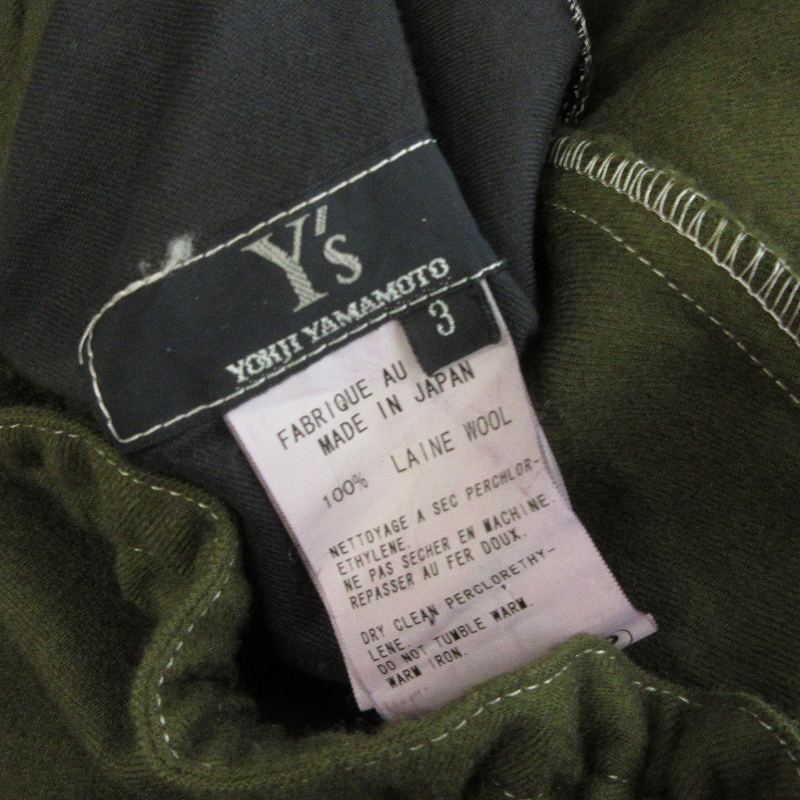 Y's
YOHJI YAMAMOTO
3
FABRIQUE AU
MADE IN JAPAN
100% LAINE WOOL
NETTOYAGE A SEC PERCHLOR-
ETHYLENE.
NE PAS SECHER EN MACHINE.
REPASSER AU FER DOUX.
DRY CLEAN PERCLORETHY-
LENE.
DO NOT TUMBLE WARM.
WARM IRON.